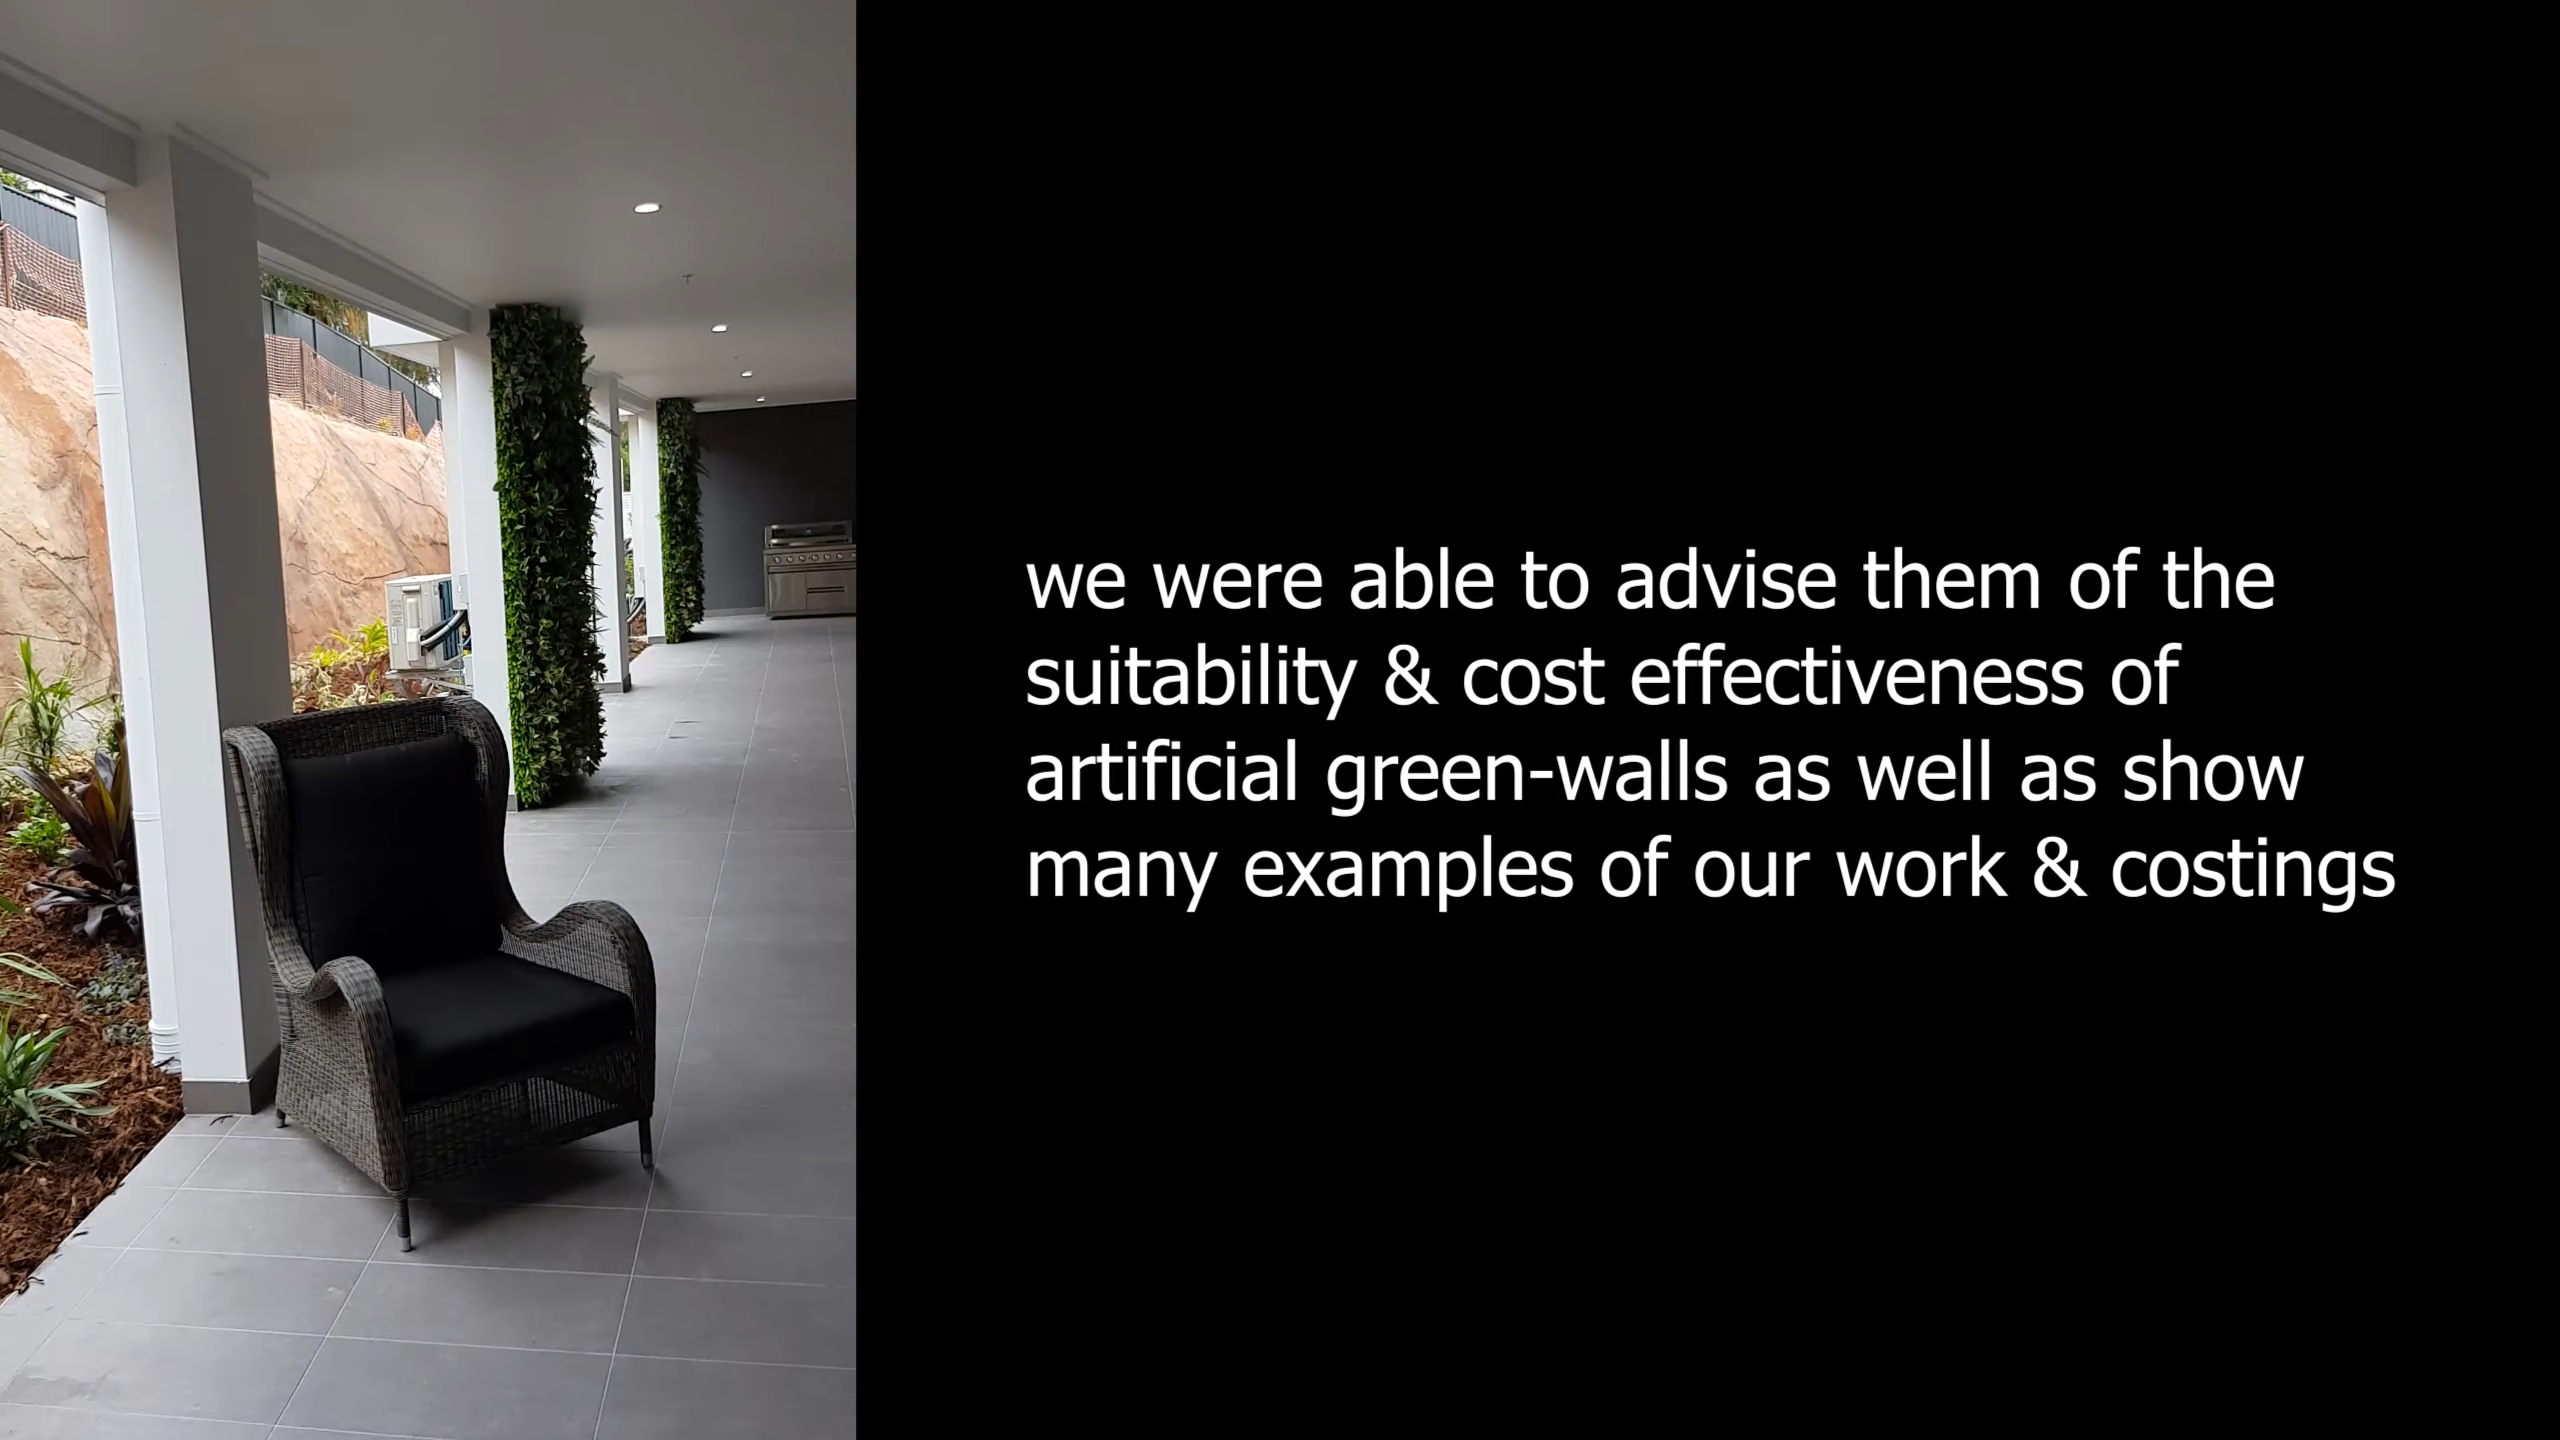 we were able to advise them of the
suitability & cost effectiveness of
artificial green-walls as well as show
many examples of our work & costings